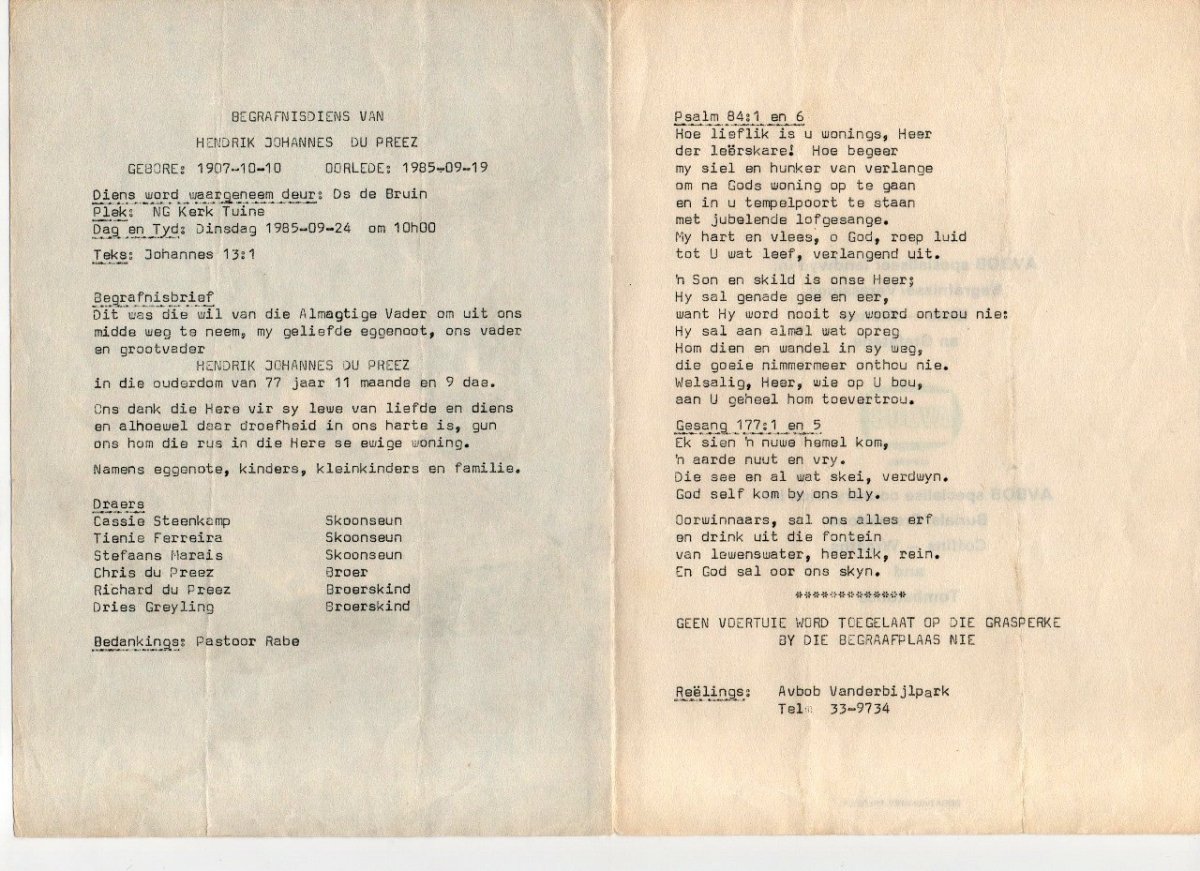 BEGRAFNISDIENS VAN
HENDRIK JOHANNES DU PREEZ
GEBORE: 1907-10-10 OORLEDE: 1985-09-19
Diens word waargeneem deur: Ds de Bruin
Plek: NG Kerk Tuine
Dag en Tyd: Dinsdag 1985-09-24 om 10h00
Teks: Johannes 13:1
Begrafnisbrief
Dit was die wil van die Almagtige Vader om uit ons
midde weg te neem, my geliefde eggenoot, ons vader
en grootvader
HENDRIK JOHANNES DU PREEZ
in die ouderdom van 77 jaar 11 maande en 9 dae.
Ons dank die Here vir sy lewe van liefde en diens
en alhoewel daar droefheid in ons harte is, gun
ons hom die rus in die Here se ewige woning.
Namens eggenote, kinders, kleinkinders en familie.
Draers
Cassie Steenkamp Skoonseun
Tienie Ferreira Skoonseun
Stefaans Marais Skoonseun
Chris du Preez Broer
Richard du Preez Broerskind
Dries Greyling Broerskind
Bedankings: Pastoor Rabe
Psalm 84:1 en 6
Hoe lieflik is u wonings, Heer
der leërskare! Hoe begeer
my siel en hunker van verlange
om na Gods woning op te gaan
en in u tempelpoort te staan
met jubelende lofgesange.
My hart en vlees, o God, roep luid
tot U wat leef, verlangend uit.
'n Son en skild is onse Heer;
Hy sal genade gee en eer,
want Hy word nooit sy woord ontrou nie:
Hy sal aan almal wat opreg
Hom dien en wandel in sy weg,
die goeie nimmermeer onthou nie.
Welsalig, Heer, wie op U bou,
aan U geheel hom toevertrou.
Gesang 177:1 en 5
Ek sien 'n nuwe hemel kom,
'n aarde nuut en vry.
Die see en al wat skei, verdwyn.
God self kom by ons bly.
Oorwinnaars, sal ons alles erf
en drink uit die fontein
van lewenswater, heerlik, rein.
En God sal oor ons skyn.
*************
GEEN VOERTUIE WORD TOEGELAAT OP DIE GRASPERKE
BY DIE BEGRAAFPLAAS NIE
Reëlings: Avbob Vanderbijlpark
Tel: 33-9734